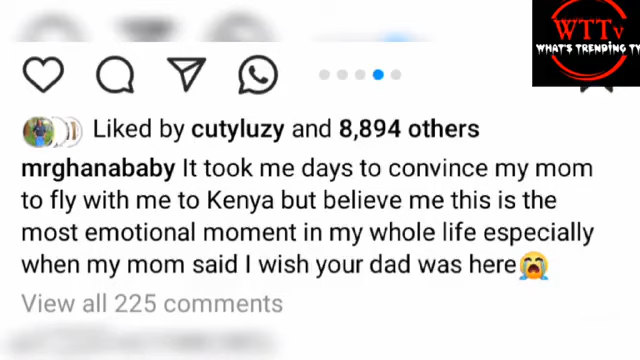 WTTv
WHAT'S TRENDING TV
Liked by cutyluzy and 8,894 others
mrghanababy It took me days to convince my mom
to fly with me to Kenya but believe me this is the
most emotional moment in my whole life especially
when my mom said I wish your dad was here😭
View all 225 comments